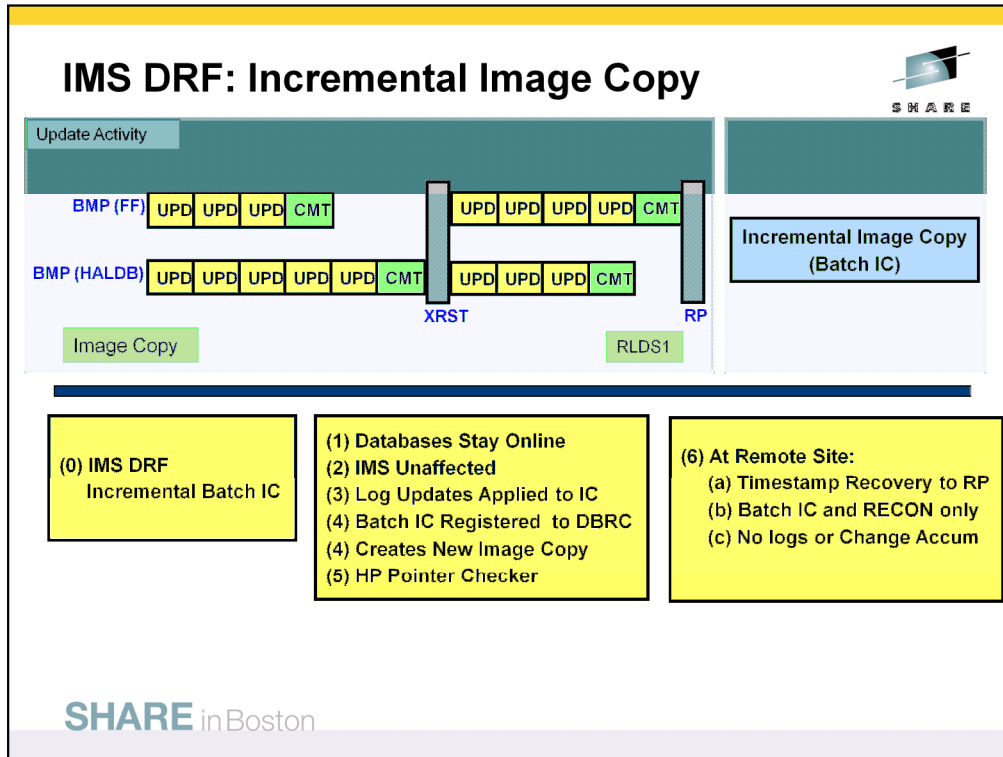 IMS DRF: Incremental Image Copy
SHARE
Update Activity
BMP (FF) UPD UPD UPD CMT UPD UPD UPD UPD CMT
BMP (HALDB) UPD UPD UPD UPD UPD CMT UPD UPD UPD CMT
XRST
RP
Image Copy
RLDS1
Incremental Image Copy
(Batch IC)
(0) IMS DRF
Incremental Batch IC
(1) Databases Stay Online
(2) IMS Unaffected
(3) Log Updates Applied to IC
(4) Batch IC Registered to DBRC
(4) Creates New Image Copy
(5) HP Pointer Checker
(6) At Remote Site:
(a) Timestamp Recovery to RP
(b) Batch IC and RECON only
(c) No logs or Change Accum
SHARE in Boston